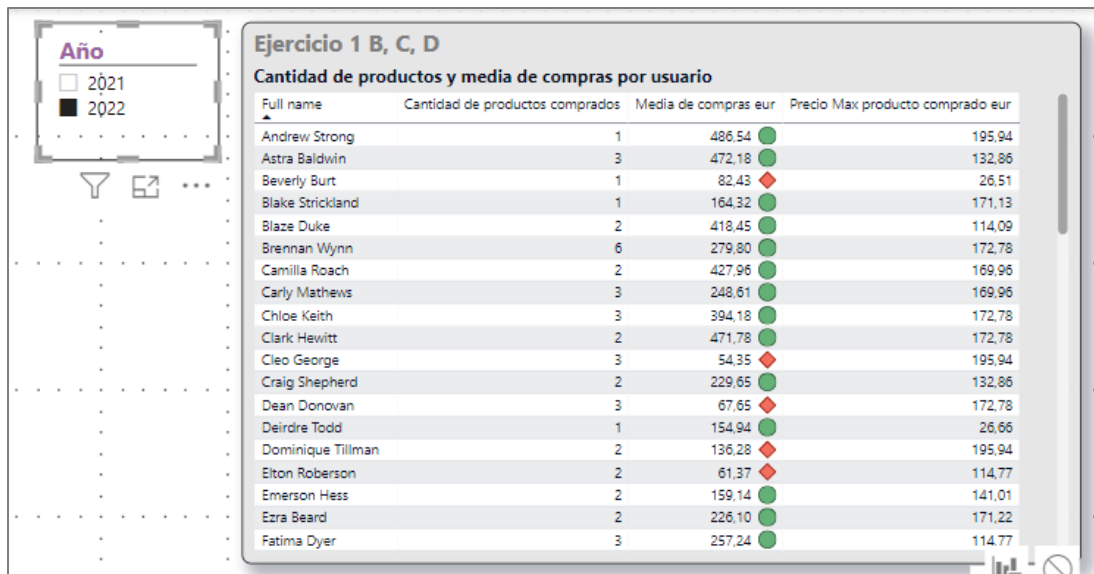 Año
2021
2022
Ejercicio 1 B, C, D
Cantidad de productos y media de compras por usuario
Full name Cantidad de productos comprados Media de compras eur Precio Max producto comprado eur
Andrew Strong 1 486,54 195,94
Astra Baldwin 3 472,18 132,86
Beverly Burt 1 82,43 26,51
Blake Strickland 1 164,32 171,13
Blaze Duke 2 418,45 114,09
Brennan Wynn 6 279,80 172,78
Camilla Roach 2 427,96 169,96
Carly Mathews 3 248,61 169,96
Chloe Keith 3 394,18 172,78
Clark Hewitt 2 471,78 172,78
Cleo George 3 54,35 195,94
Craig Shepherd 2 229,65 132,86
Dean Donovan 3 67,65 172,78
Deirdre Todd 1 154,94 26,66
Dominique Tillman 2 136,28 195,94
Elton Roberson 2 61,37 114,77
Emerson Hess 2 159,14 141,01
Ezra Beard 2 226,10 171,22
Fatima Dyer 3 257,24 114,77